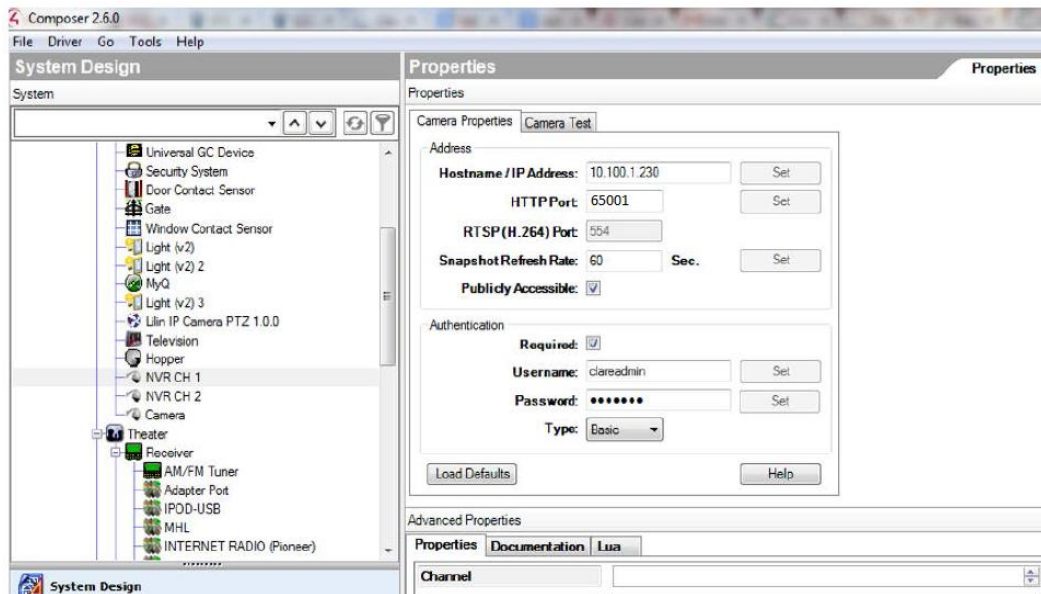 Composer 2.6.0
File Driver Go Tools Help
System Design
System
Universal GC Device
Security System
Door Contact Sensor
Gate
Window Contact Sensor
Light (v2)
Light (v2) 2
MyQ
Light (v2) 3
Lilin IP Camera PTZ 1.0.0
Television
Hopper
NVR CH 1
NVR CH 2
Camera
Theater
Receiver
AM/FM Tuner
Adapter Port
IPOD-USB
MHL
INTERNET RADIO (Pioneer)
System Design
Properties Properties
Properties
Camera Properties Camera Test
Address
Hostname / IP Address: 10.100.1.230 Set
HTTP Port: 65001 Set
RTSP (H.264) Port: 554
Snapshot Refresh Rate: 60 Sec. Set
Publicly Accessible:
Authentication
Required:
Username: clareadmin Set
Password: ●●●●●●● Set
Type: Basic
Load Defaults Help
Advanced Properties
Properties Documentation Lua
Channel